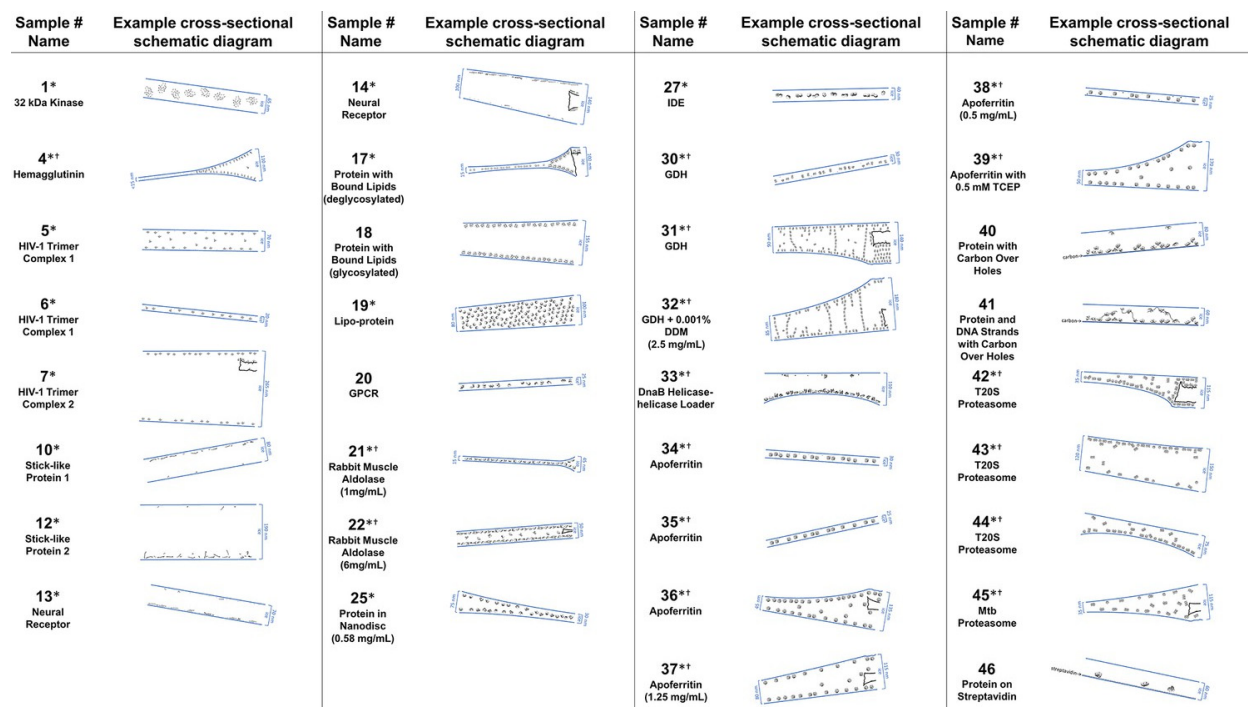 Sample #
Name
Example cross-sectional
schematic diagram
1*
32 kDa Kinase
4*†
Hemagglutinin
5*
HIV-1 Trimer
Complex 1
6*
HIV-1 Trimer
Complex 1
7*
HIV-1 Trimer
Complex 2
10*
Stick-like
Protein 1
12*
Stick-like
Protein 2
13*
Neural
Receptor
Sample #
Name
Example cross-sectional
schematic diagram
14*
Neural
Receptor
17*
Protein with
Bound Lipids
(deglycosylated)
18
Protein with
Bound Lipids
(glycosylated)
19*
Lipo-protein
20
GPCR
21*†
Rabbit Muscle
Aldolase
(1mg/mL)
22*†
Rabbit Muscle
Aldolase
(6mg/mL)
25*
Protein in
Nanodisc
(0.58 mg/mL)
Sample #
Name
Example cross-sectional
schematic diagram
27*
IDE
30*†
GDH
31*†
GDH
32*†
GDH + 0.001%
DDM
(2.5 mg/mL)
33*†
DnaB Helicase-
helicase Loader
34*†
Apoferritin
35*†
Apoferritin
36*†
Apoferritin
37*†
Apoferritin
(1.25 mg/mL)
Sample #
Name
Example cross-sectional
schematic diagram
38*†
Apoferritin
(0.5 mg/mL)
39*†
Apoferritin with
0.5 mM TCEP
40
Protein with
Carbon Over
Holes
carbon
41
Protein and
DNA Strands
with Carbon
Over Holes
carbon
42*†
T20S
Proteasome
43*†
T20S
Proteasome
44*†
T20S
Proteasome
45*†
Mtb
Proteasome
46
Protein on
Streptavidin
streptavidin